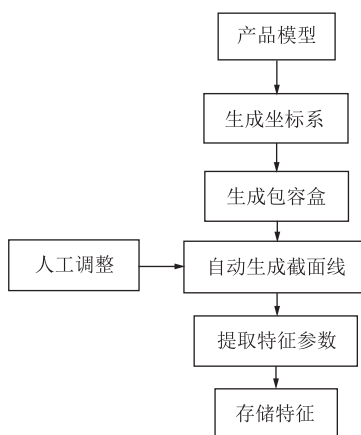 产品模型
生成坐标系
生成包容盒
人工调整
自动生成截面线
提取特征参数
存储特征